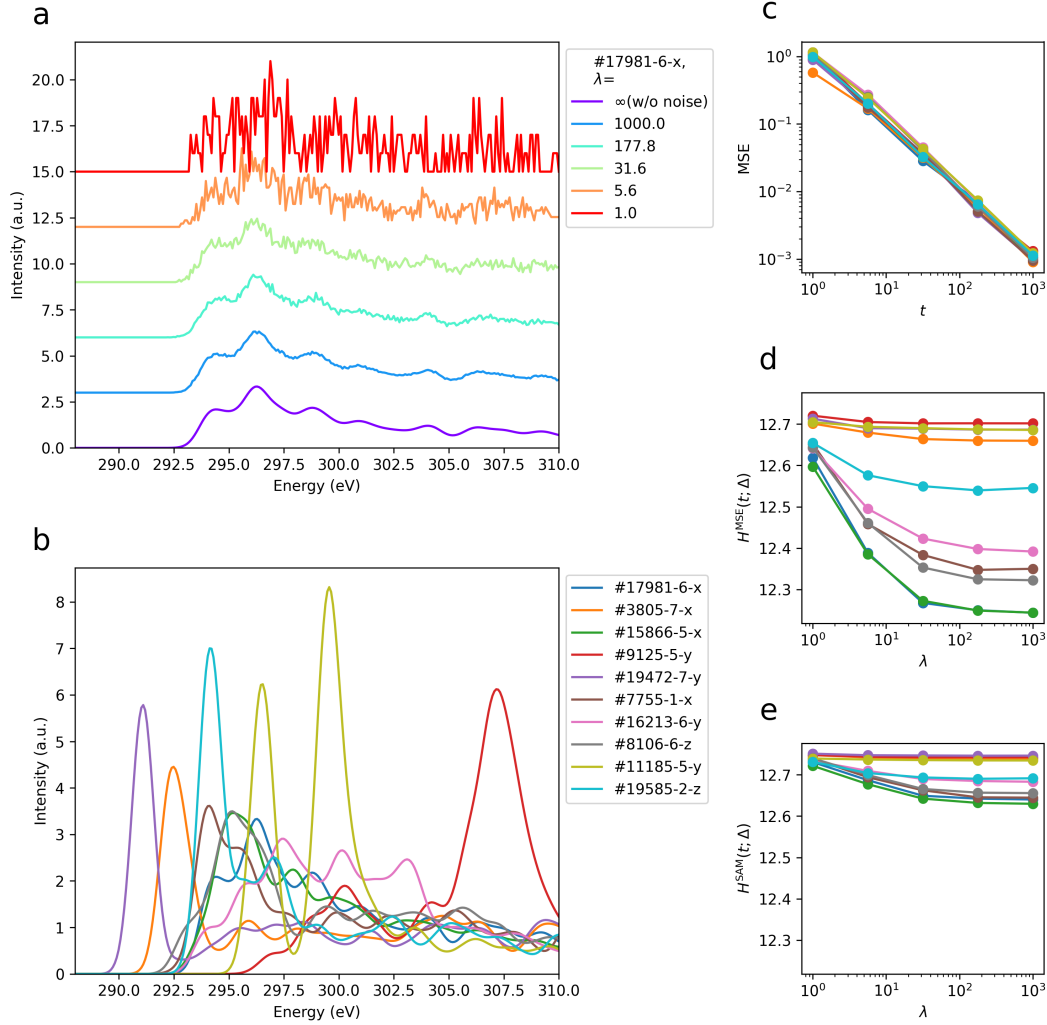 a
20.0
17.5
15.0
12.5
10.0
7.5
5.0
2.5
0.0
Intensity (a.u.)
290.0 292.5 295.0 297.5 300.0 302.5 305.0 307.5 310.0
Energy (eV)
#17981-6-x,
λ=
∞(w/o noise)
1000.0
177.8
31.6
5.6
1.0
b
8
7
6
5
4
3
2
1
0
Intensity (a.u.)
290.0 292.5 295.0 297.5 300.0 302.5 305.0 307.5 310.0
Energy (eV)
#17981-6-x
#3805-7-x
#15866-5-x
#9125-5-y
#19472-7-y
#7755-1-x
#16213-6-y
#8106-6-z
#11185-5-y
#19585-2-z
c
10⁰
10⁻¹
10⁻²
10⁻³
MSE
10⁰ 10¹ 10² 10³
t
d
12.7
12.6
12.5
12.4
12.3
H^MSE(t; Δ)
10⁰ 10¹ 10² 10³
λ
e
12.7
12.6
12.5
12.4
12.3
H^SAM(t; Δ)
10⁰ 10¹ 10² 10³
λ